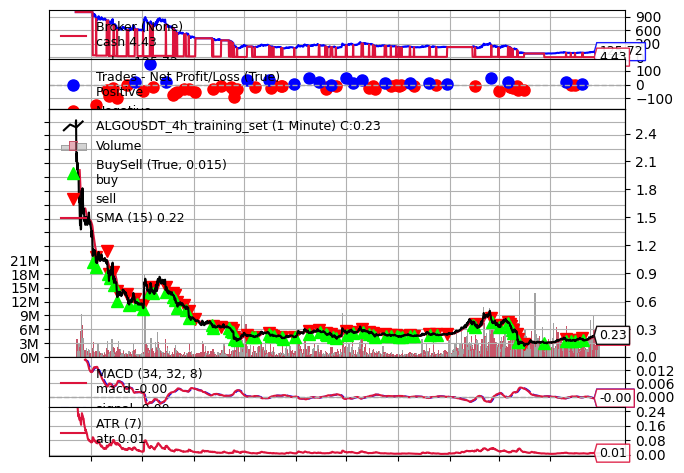 Broker (None)
cash 4.43
900
600
4.43
Trades - Net Profit/Loss (True)
Positive
100
0
−100
ALGOUSDT_4h_training_set (1 Minute) C:0.23
Volume
BuySell (True, 0.015)
buy
sell
SMA (15) 0.22
2.4
2.1
1.8
1.5
1.2
0.9
0.6
0.3
0.0
0.23
21M
18M
15M
12M
9M
6M
3M
0M
MACD (34, 32, 8)
macd -0.00
0.012
0.006
0.000
-0.00
ATR (7)
atr 0.01
0.24
0.16
0.08
0.00
0.01